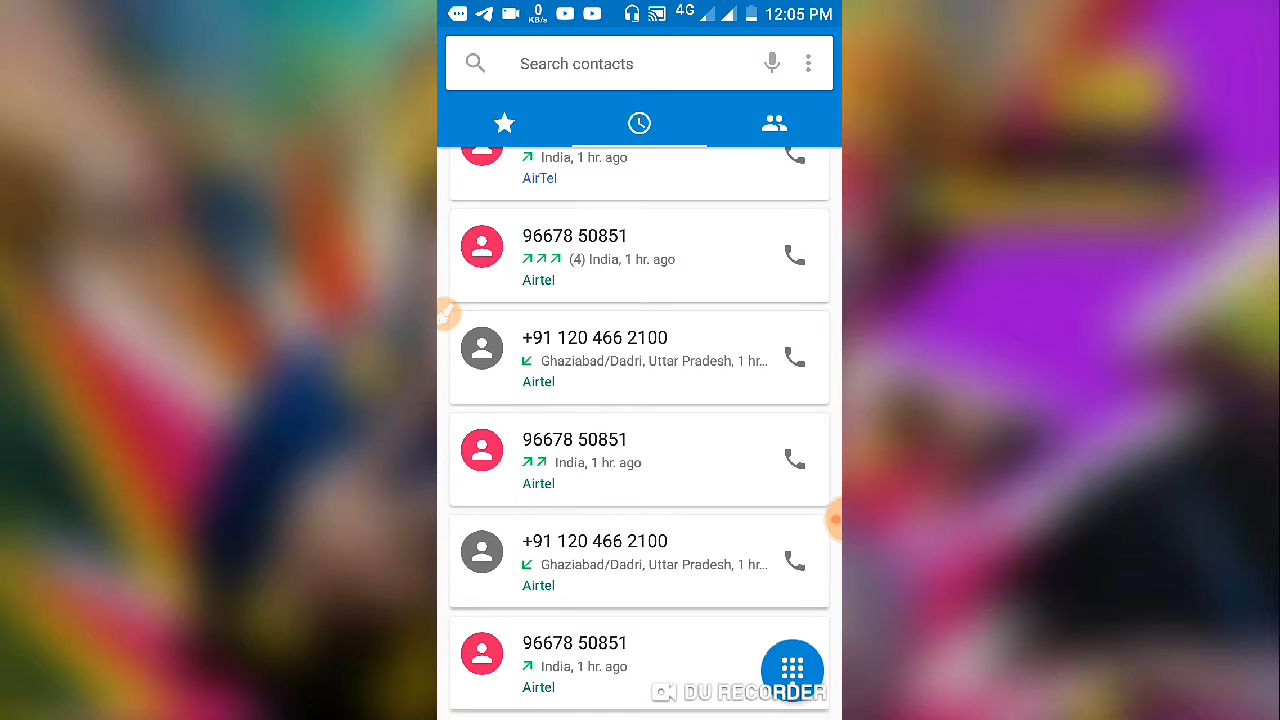 0
KB/s
4G
12:05 PM
Search contacts
India, 1 hr. ago
AirTel
96678 50851
(4) India, 1 hr. ago
Airtel
+91 120 466 2100
Ghaziabad/Dadri, Uttar Pradesh, 1 hr...
Airtel
96678 50851
India, 1 hr. ago
Airtel
+91 120 466 2100
Ghaziabad/Dadri, Uttar Pradesh, 1 hr...
Airtel
96678 50851
India, 1 hr. ago
Airtel
DU RECORDER